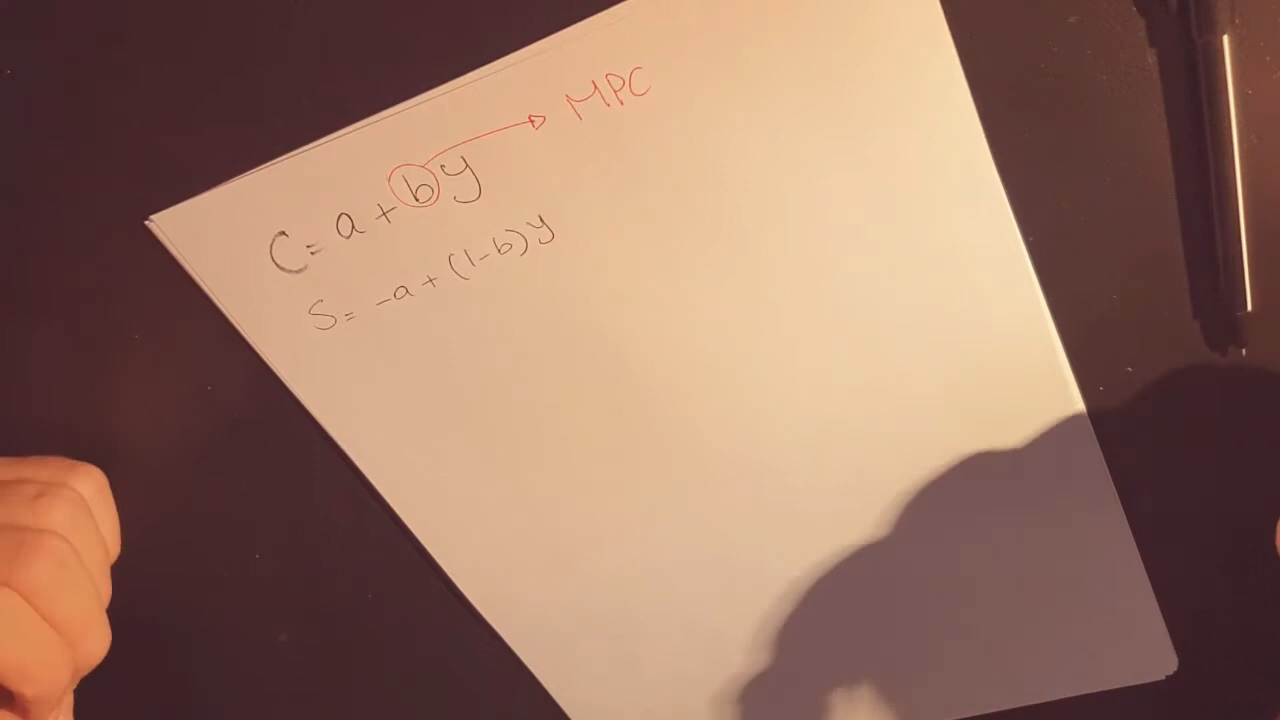 MPC
C = a + by
S = -a + (1-b)y